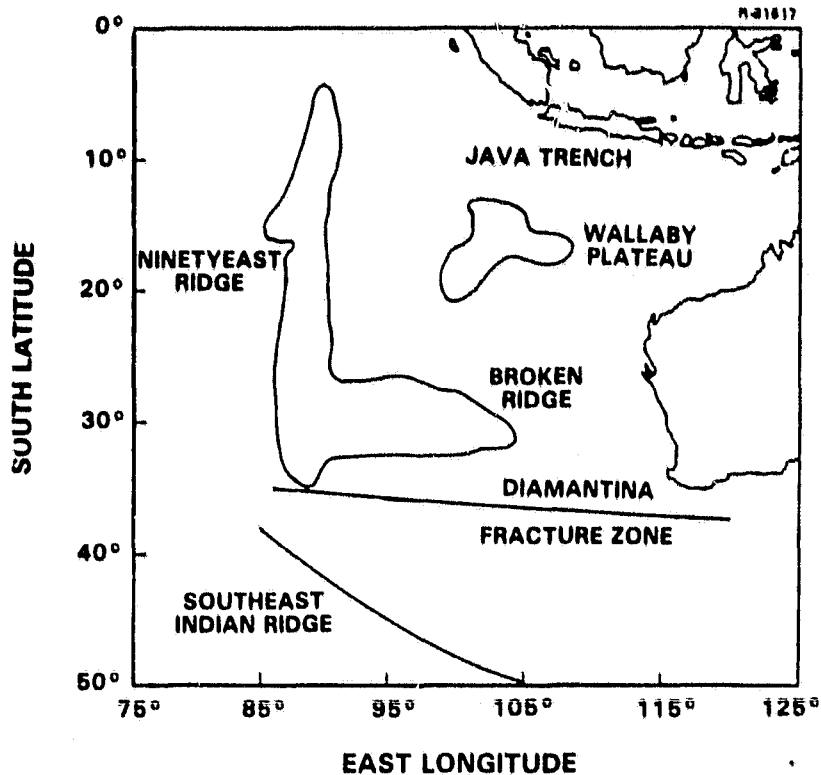 R-31617
0°
10°
JAVA TRENCH
WALLABY
PLATEAU
NINETYEAST
RIDGE
20°
SOUTH LATITUDE
BROKEN
RIDGE
30°
DIAMANTINA
FRACTURE ZONE
40°
SOUTHEAST
INDIAN RIDGE
50°
75° 85° 95° 105° 115° 125°
EAST LONGITUDE